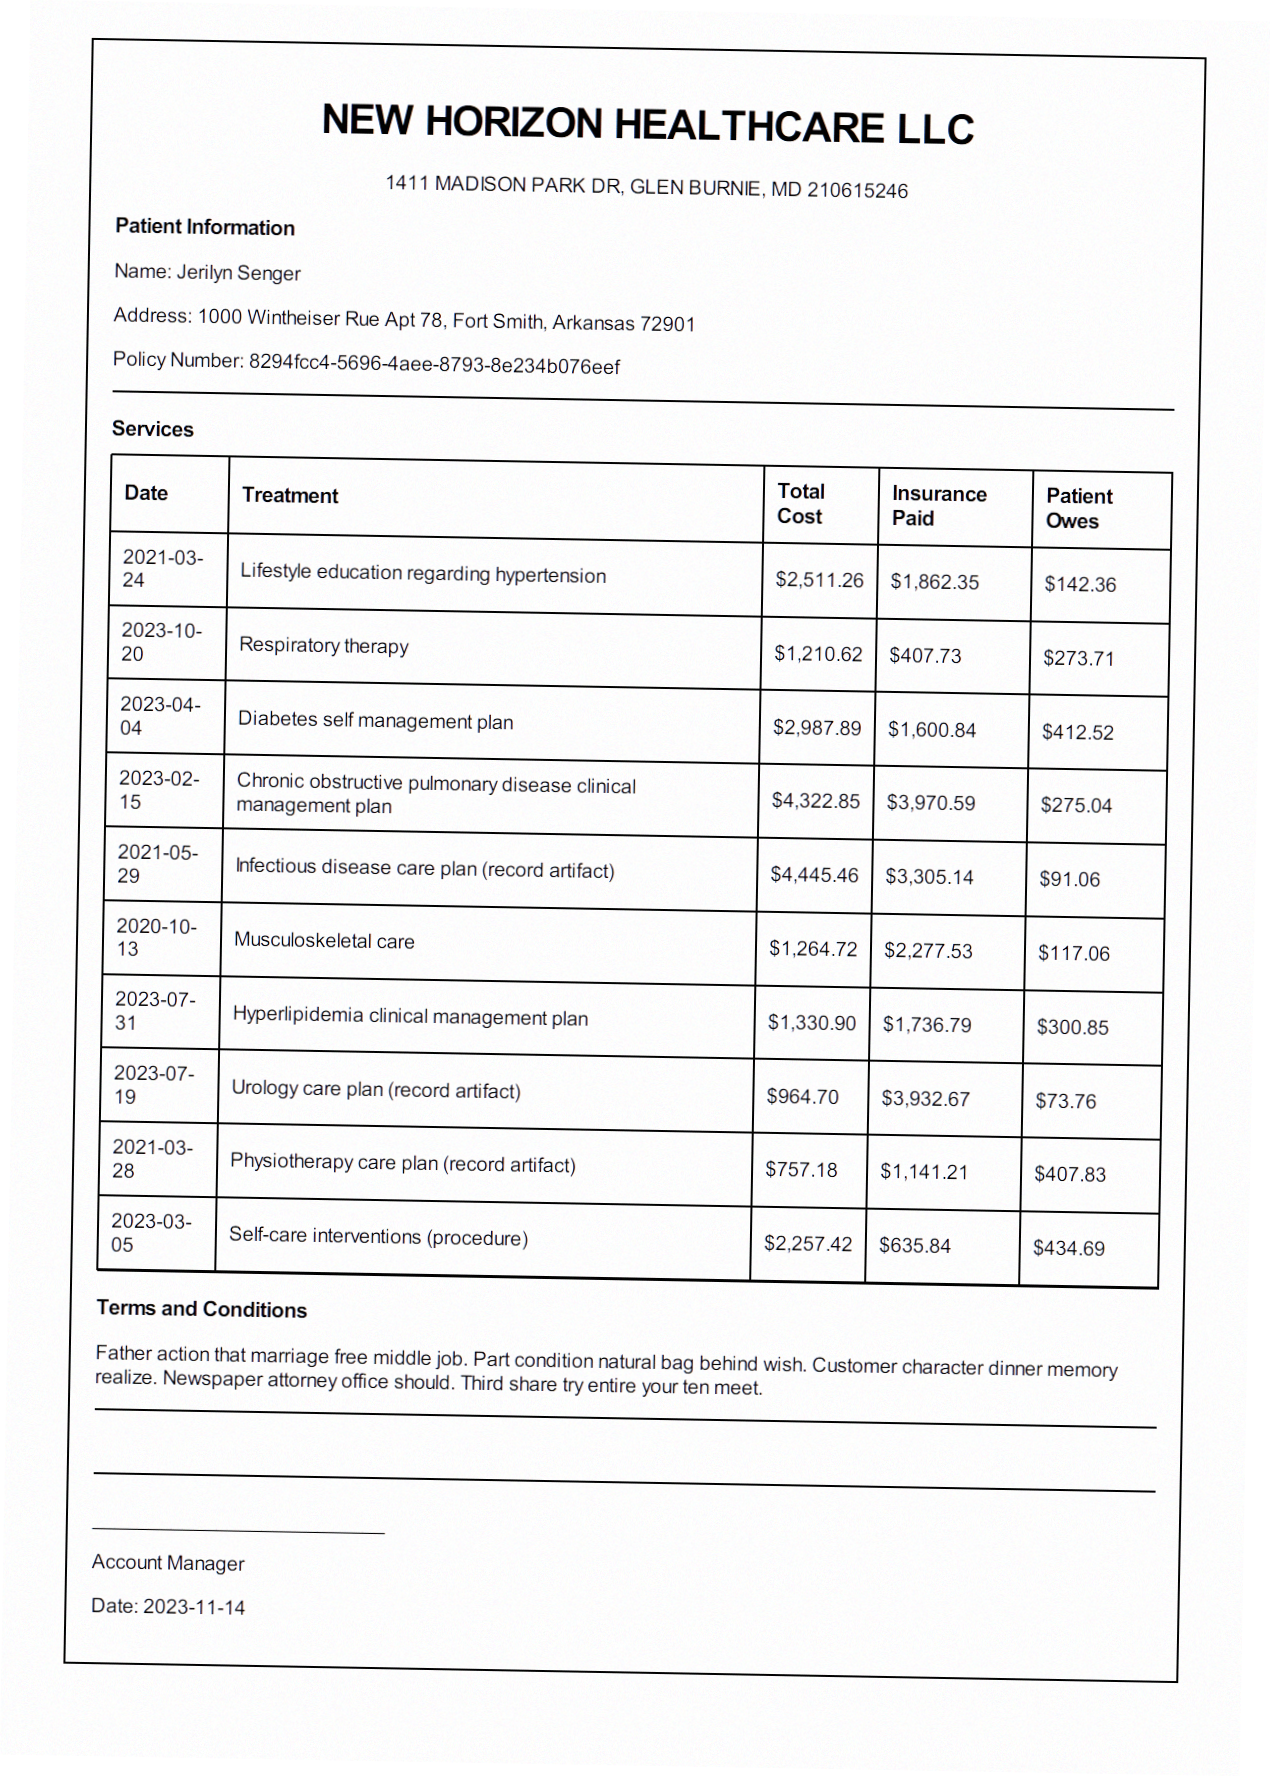 NEW HORIZON HEALTHCARE LLC
1411 MADISON PARK DR, GLEN BURNIE, MD 210615246
Patient Information
Name: Jerilyn Senger
Address: 1000 Wintheiser Rue Apt 78, Fort Smith, Arkansas 72901
Policy Number: 8294fcc4-5696-4aee-8793-8e234b076eef
Services
Date Treatment Total Cost Insurance Paid Patient Owes
2021-03-24 Lifestyle education regarding hypertension $2,511.26 $1,862.35 $142.36
2023-10-20 Respiratory therapy $1,210.62 $407.73 $273.71
2023-04-04 Diabetes self management plan $2,987.89 $1,600.84 $412.52
2023-02-15 Chronic obstructive pulmonary disease clinical management plan $4,322.85 $3,970.59 $275.04
2021-05-29 Infectious disease care plan (record artifact) $4,445.46 $3,305.14 $91.06
2020-10-13 Musculoskeletal care $1,264.72 $2,277.53 $117.06
2023-07-31 Hyperlipidemia clinical management plan $1,330.90 $1,736.79 $300.85
2023-07-19 Urology care plan (record artifact) $964.70 $3,932.67 $73.76
2021-03-28 Physiotherapy care plan (record artifact) $757.18 $1,141.21 $407.83
2023-03-05 Self-care interventions (procedure) $2,257.42 $635.84 $434.69
Terms and Conditions
Father action that marriage free middle job. Part condition natural bag behind wish. Customer character dinner memory
realize. Newspaper attorney office should. Third share try entire your ten meet.
Account Manager
Date: 2023-11-14